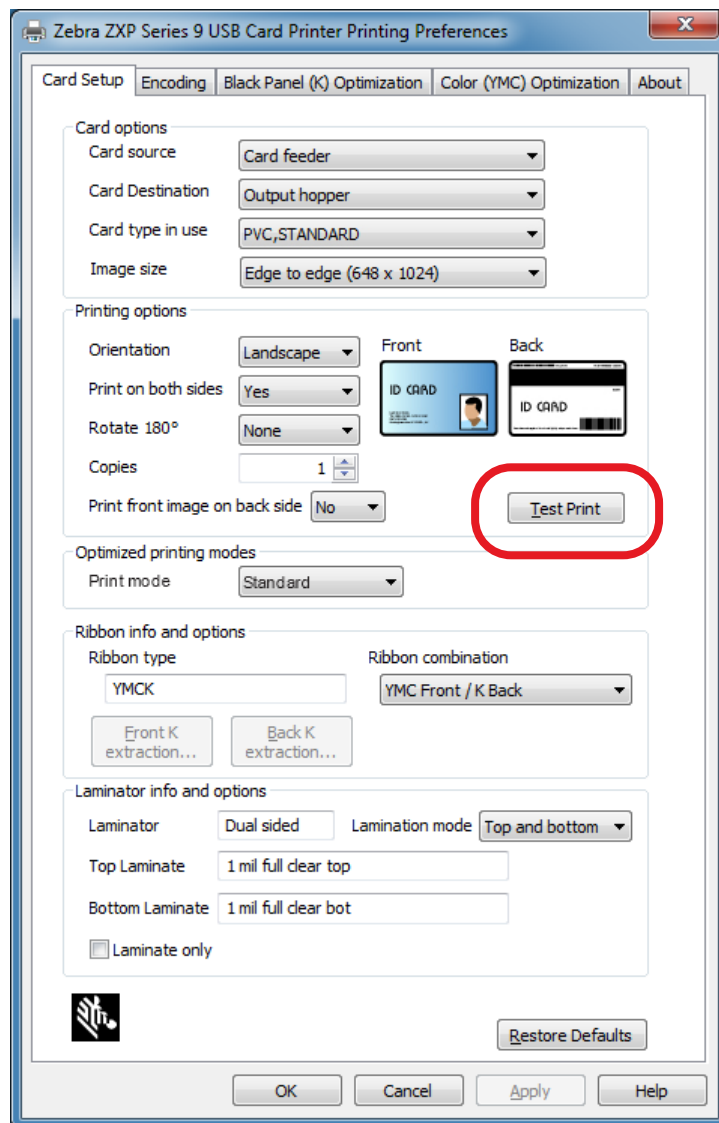 Zebra ZXP Series 9 USB Card Printer Printing Preferences
Card Setup Encoding Black Panel (K) Optimization Color (YMC) Optimization About
Card options
Card source Card feeder
Card Destination Output hopper
Card type in use PVC,STANDARD
Image size Edge to edge (648 x 1024)
Printing options
Orientation Landscape Front Back
Print on both sides Yes ID CARD ID CARD
Rotate 180° None
Copies 1
Print front image on back side No Test Print
Optimized printing modes
Print mode Standard
Ribbon info and options
Ribbon type Ribbon combination
YMCK YMC Front / K Back
Front K extraction... Back K extraction...
Laminator info and options
Laminator Dual sided Lamination mode Top and bottom
Top Laminate 1 mil full clear top
Bottom Laminate 1 mil full clear bot
Laminate only
Restore Defaults
OK Cancel Apply Help